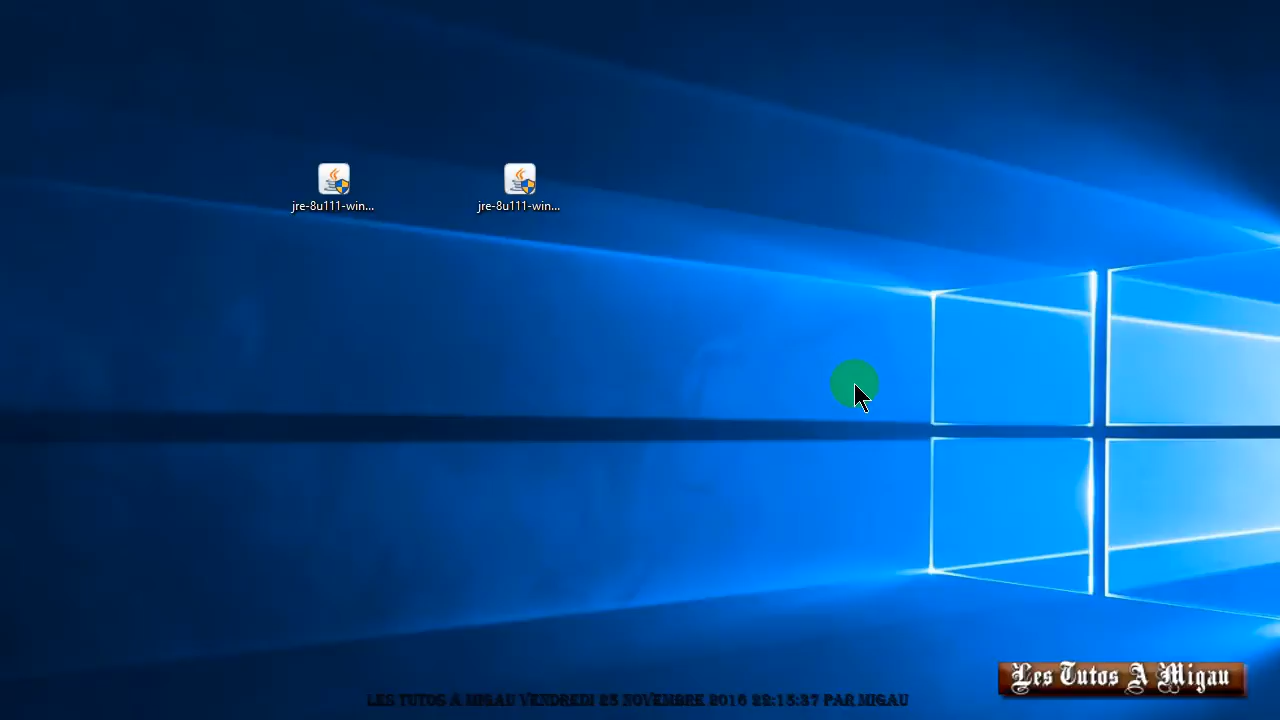 jre-8u111-win...
jre-8u111-win...
Les Tutos A Migau
LES TUTOS A MIGAU VENDREDI 25 NOVEMBRE 2016 22:15:37 PAR MIGAU